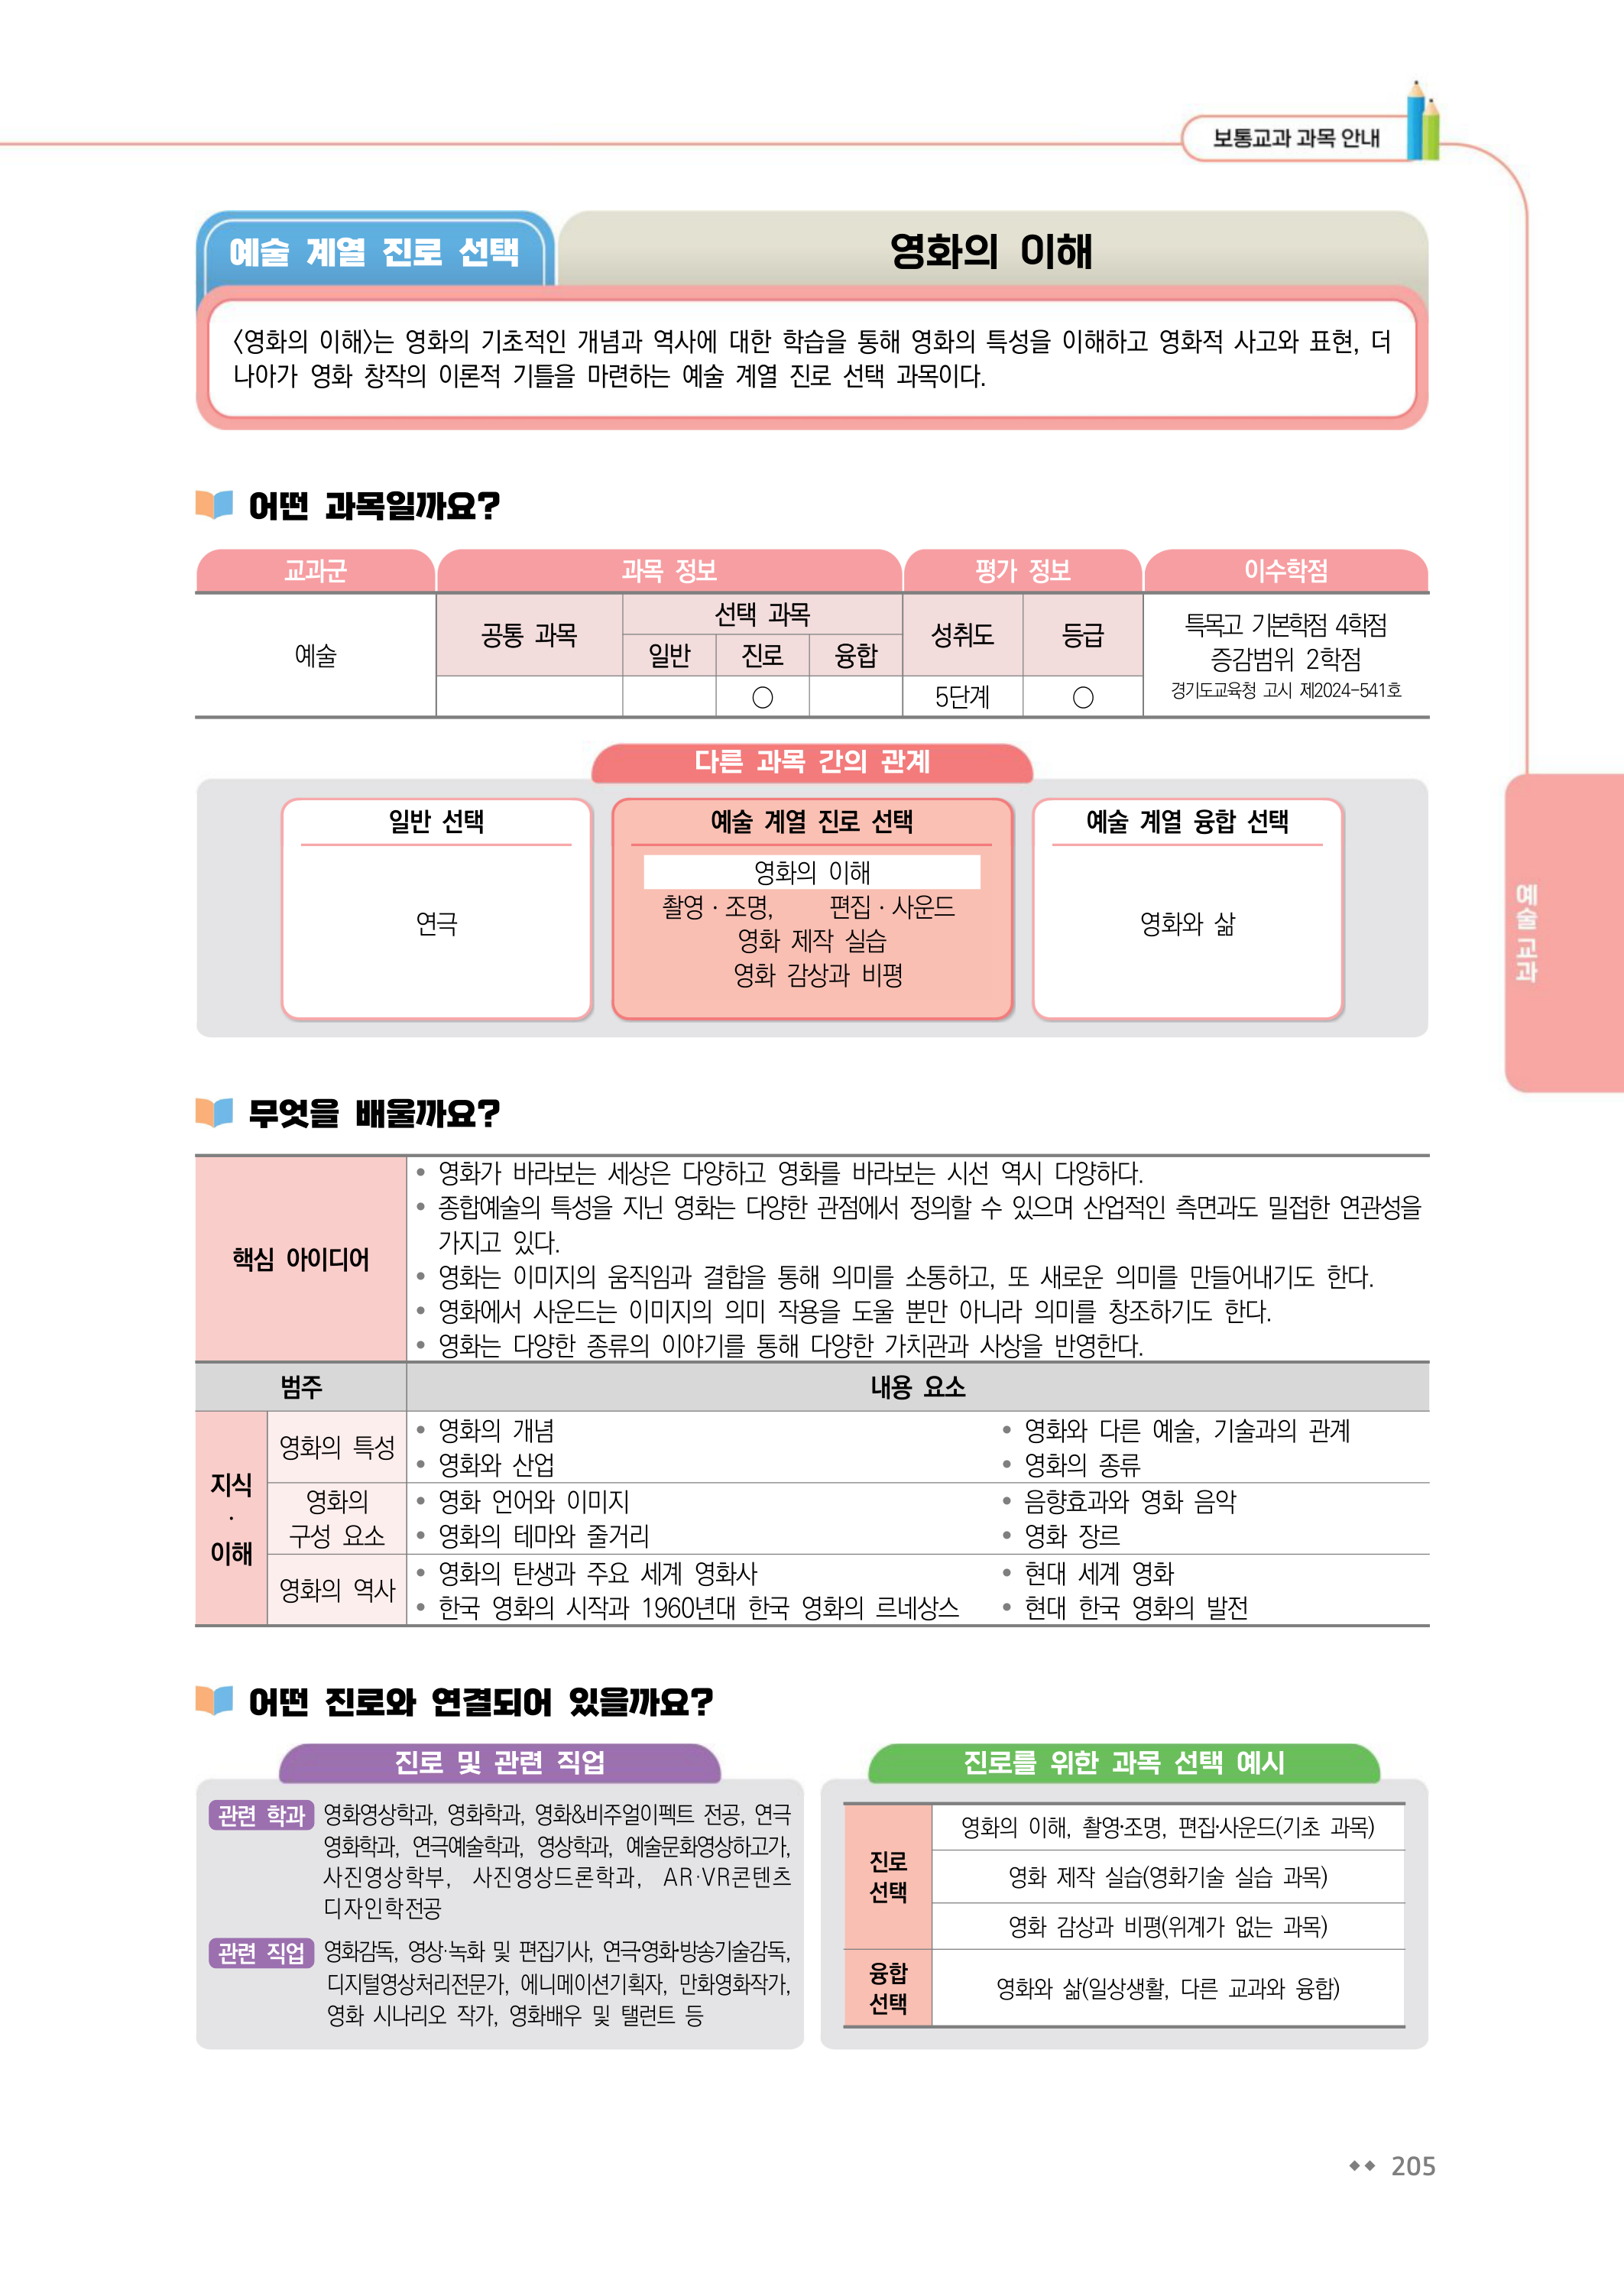 보통교과 과목 안내
예술 계열 진로 선택
영화의 이해
〈영화의 이해〉는 영화의 기초적인 개념과 역사에 대한 학습을 통해 영화의 특성을 이해하고 영화적 사고와 표현, 더
나아가 영화 창작의 이론적 기틀을 마련하는 예술 계열 진로 선택 과목이다.
어떤 과목일까요?
교과군 과목 정보 평가 정보 이수학점
예술
공통 과목
선택 과목
일반 진로 융합
성취도 등급
○ 5단계 ○
특목고 기본학점 4학점
증감범위 2학점
경기도교육청 고시 제2024-541호
다른 과목 간의 관계
일반 선택
연극
예술 계열 진로 선택
영화의 이해
촬영 · 조명, 편집 · 사운드
영화 제작 실습
영화 감상과 비평
예술 계열 융합 선택
영화와 삶
예술 교과
무엇을 배울까요?
핵심 아이디어
• 영화가 바라보는 세상은 다양하고 영화를 바라보는 시선 역시 다양하다.
• 종합예술의 특성을 지닌 영화는 다양한 관점에서 정의할 수 있으며 산업적인 측면과도 밀접한 연관성을
가지고 있다.
• 영화는 이미지의 움직임과 결합을 통해 의미를 소통하고, 또 새로운 의미를 만들어내기도 한다.
• 영화에서 사운드는 이미지의 의미 작용을 도울 뿐만 아니라 의미를 창조하기도 한다.
• 영화는 다양한 종류의 이야기를 통해 다양한 가치관과 사상을 반영한다.
범주 내용 요소
지식
·
이해
영화의 특성
• 영화의 개념 • 영화와 다른 예술, 기술과의 관계
• 영화와 산업 • 영화의 종류
영화의
구성 요소
• 영화 언어와 이미지 • 음향효과와 영화 음악
• 영화의 테마와 줄거리 • 영화 장르
영화의 역사
• 영화의 탄생과 주요 세계 영화사 • 현대 세계 영화
• 한국 영화의 시작과 1960년대 한국 영화의 르네상스 • 현대 한국 영화의 발전
어떤 진로와 연결되어 있을까요?
진로 및 관련 직업
관련 학과 영화영상학과, 영화학과, 영화&비주얼이펙트 전공, 연극
영화학과, 연극예술학과, 영상학과, 예술문화영상하고가,
사진영상학부, 사진영상드론학과, AR·VR콘텐츠
디자인학전공
관련 직업 영화감독, 영상·녹화 및 편집기사, 연극·영화·방송기술감독,
디지털영상처리전문가, 에니메이션기획자, 만화영화작가,
영화 시나리오 작가, 영화배우 및 탤런트 등
진로를 위한 과목 선택 예시
진로
선택
영화의 이해, 촬영·조명, 편집·사운드(기초 과목)
영화 제작 실습(영화기술 실습 과목)
영화 감상과 비평(위계가 없는 과목)
융합
선택
영화와 삶(일상생활, 다른 교과와 융합)
205